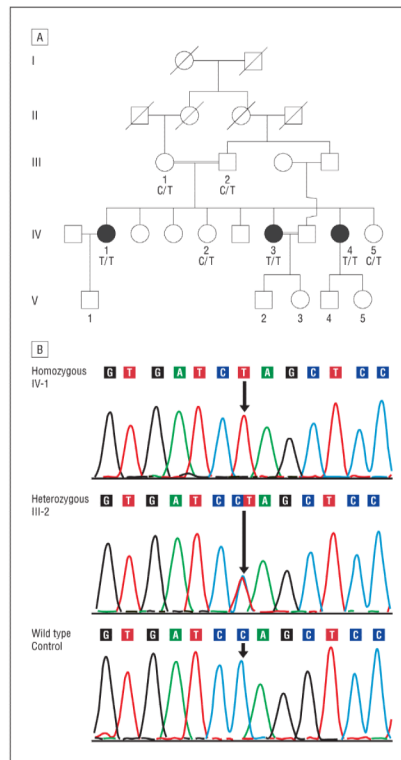 A
I
II
III
1
C/T
2
C/T
IV
1
T/T
2
C/T
3
T/T
4
T/T
5
C/T
V
1
2
3
4
5
B
Homozygous
IV-1
G T G A T C T A G C T C C
Heterozygous
III-2
G T G A T C C T A G C T C C
Wild type
Control
G T G A T C C A G C T C C